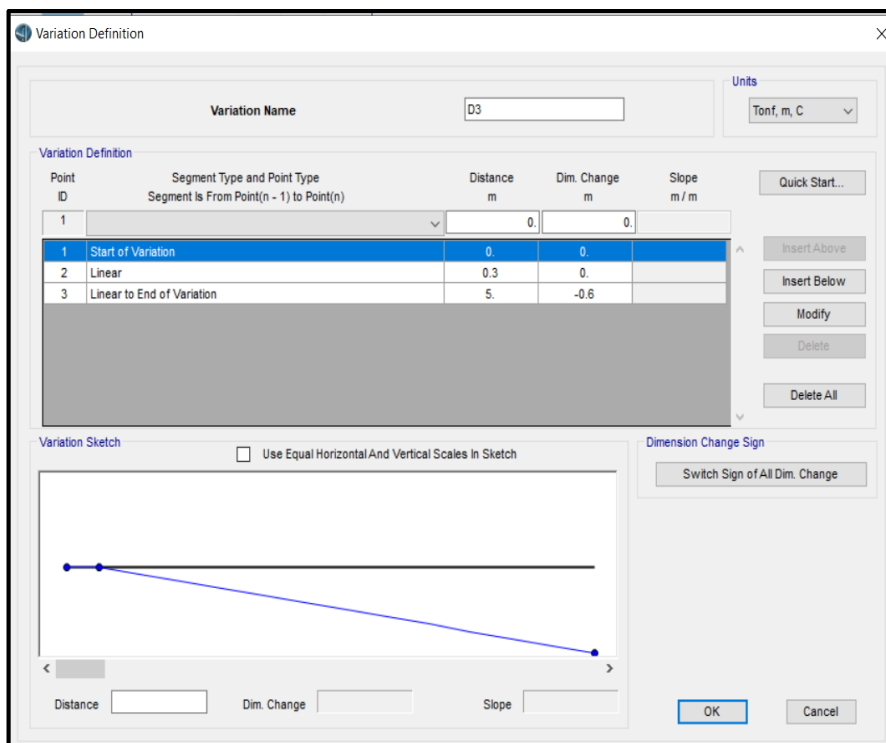 Variation Definition
Units
Variation Name D3 Tonf, m, C
Variation Definition
Point Segment Type and Point Type Distance Dim. Change Slope
ID Segment Is From Point(n - 1) to Point(n) m m m / m
Quick Start...
1 0. 0.
1 Start of Variation 0. 0.
Insert Above
2 Linear 0.3 0.
Insert Below
3 Linear to End of Variation 5. -0.6
Modify
Delete
Delete All
Variation Sketch
Use Equal Horizontal And Vertical Scales In Sketch
Dimension Change Sign
Switch Sign of All Dim. Change
Distance Dim. Change Slope
OK Cancel